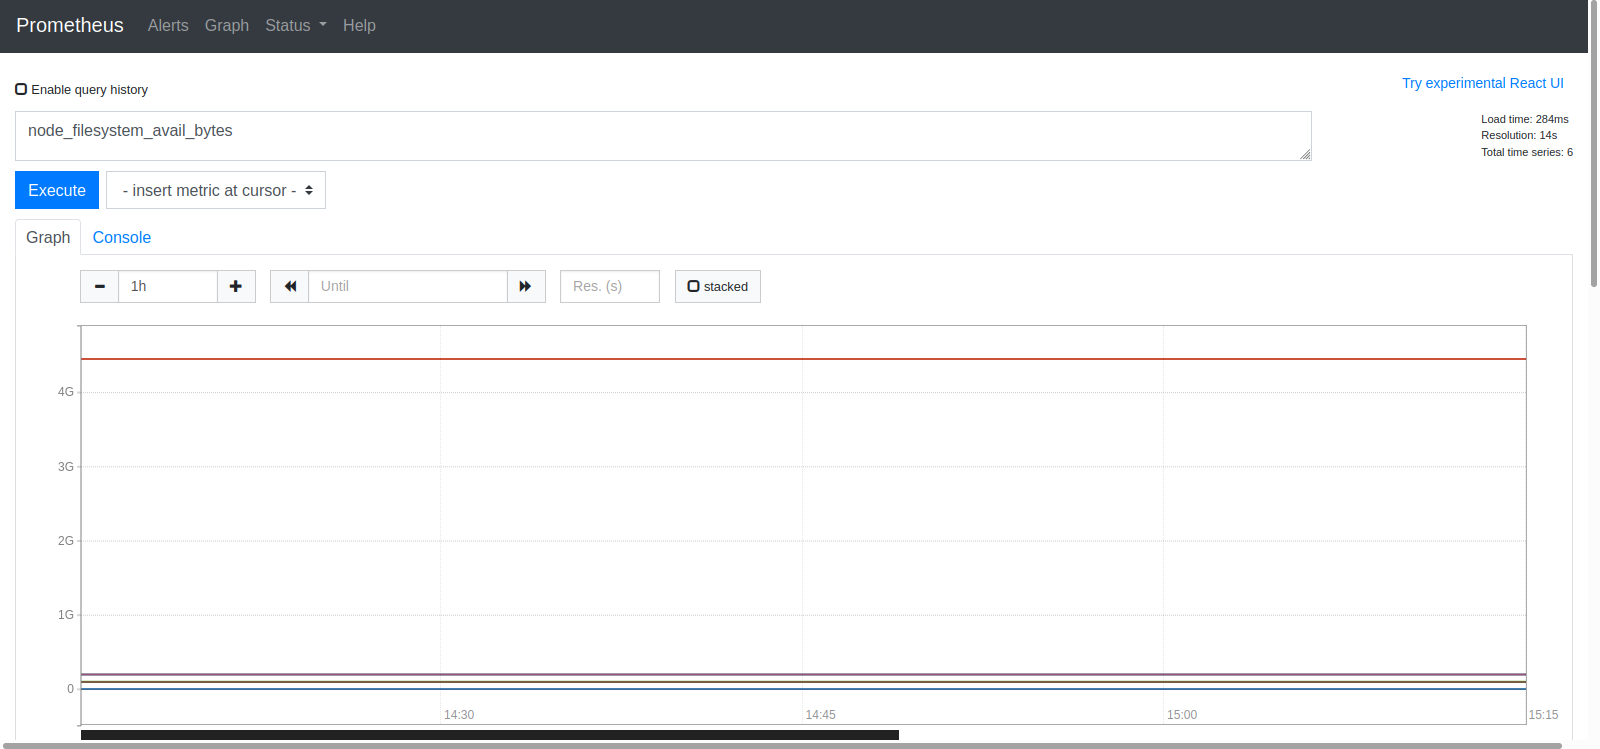 Prometheus Alerts Graph Status Help
Enable query history
Try experimental React UI
node_filesystem_avail_bytes
Load time: 284ms
Resolution: 14s
Total time series: 6
Execute - insert metric at cursor -
Graph Console
1h Until Res. (s) stacked
4G
3G
2G
1G
0
14:30 14:45 15:00 15:15